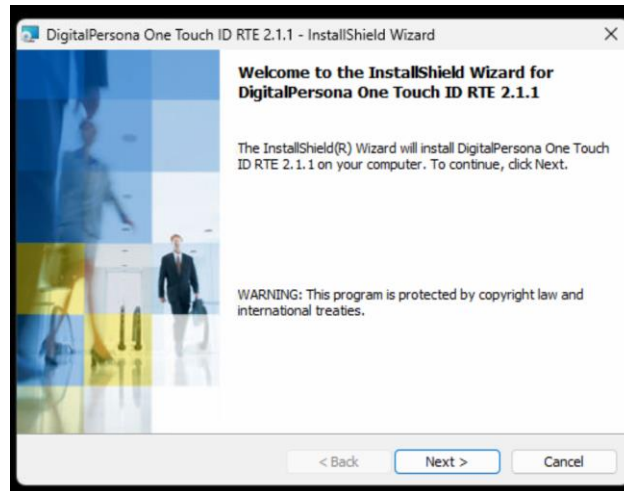 DigitalPersona One Touch ID RTE 2.1.1 - InstallShield Wizard
Welcome to the InstallShield Wizard for
DigitalPersona One Touch ID RTE 2.1.1
The InstallShield(R) Wizard will install DigitalPersona One Touch
ID RTE 2.1.1 on your computer. To continue, click Next.
WARNING: This program is protected by copyright law and
international treaties.
< Back
Next >
Cancel